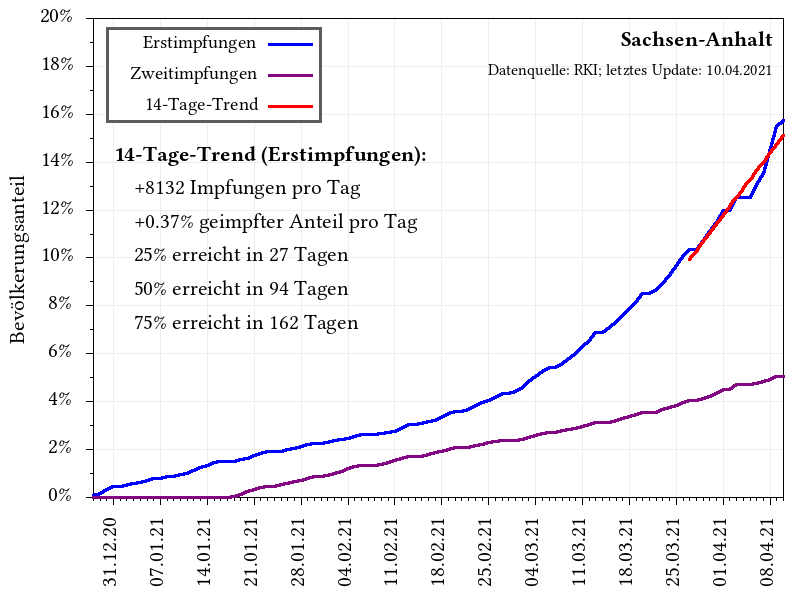 20%
18%
16%
14%
12%
10%
8%
6%
4%
2%
0%
Bevölkerungsanteil
Erstimpfungen
Zweitimpfungen
14-Tage-Trend
Sachsen-Anhalt
Datenquelle: RKI; letztes Update: 10.04.2021
14-Tage-Trend (Erstimpfungen):
+8132 Impfungen pro Tag
+0.37% geimpfter Anteil pro Tag
25% erreicht in 27 Tagen
50% erreicht in 94 Tagen
75% erreicht in 162 Tagen
31.12.20
07.01.21
14.01.21
21.01.21
28.01.21
04.02.21
11.02.21
18.02.21
25.02.21
04.03.21
11.03.21
18.03.21
25.03.21
01.04.21
08.04.21